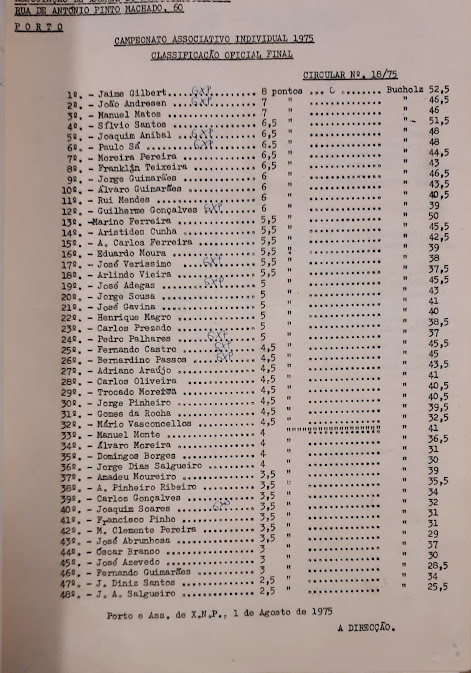 RUA DE ANTÓNIO PINTO MACHADO, 60
PORTO
CAMPEONATO ASSOCIATIVO INDIVIDUAL 1975
CLASSIFICAÇÃO OFICIAL FINAL
CIRCULAR Nº. 18/75
1º. - Jaime Gilbert GXP 8 pontos Bucholz 52,5
2º. - João Andresen GXP 7 " " 46,5
3º. - Manuel Matos 7 " " 46
4º. - Sílvio Santos 6,5 " " 51,5
5º. - Joaquim Aníbal GXP 6,5 " " 48
6º. - Paulo Sá GXP 6,5 " " 48
7º. - Moreira Pereira 6,5 " " 44,5
8º. - Franklin Teixeira 6,5 " " 43
9º. - Jorge Guimarães 6 " " 46,5
10º. - Álvaro Guimarães 6 " " 43,5
11º. - Rui Mendes 6 " " 40,5
12º. - Guilherme Gonçalves GXP 6 " " 39
13º. - Marino Ferreira 5,5 " " 50
14º. - Aristides Cunha 5,5 " " 45,5
15º. - A. Carlos Ferreira 5,5 " " 42,5
16º. - Eduardo Moura 5,5 " " 39
17º. - José Veríssimo GXP 5,5 " " 38
18º. - Arlindo Vieira 5,5 " " 37,5
19º. - José Adegas GXP 5 " " 45,5
20º. - Jorge Sousa 5 " " 43
21º. - José Gavina 5 " " 41
22º. - Henrique Magro 5 " " 40
23º. - Carlos Prezado 5 " " 38,5
24º. - Pedro Palhares GXP 5 " " 37
25º. - Fernando Castro GXP 4,5 " " 45,5
26º. - Bernardino Passos GXP 4,5 " " 45
27º. - Adriano Araújo 4,5 " " 43,5
28º. - Carlos Oliveira 4,5 " " 41
29º. - Trocado Moreira 4,5 " " 40,5
30º. - Jorge Pinheiro 4,5 " " 40,5
31º. - Gomes da Rocha 4,5 " " 39,5
32º. - Mário Vasconcellos 4,5 " " 32,5
33º. - Manuel Monte 4 " " 41
34º. - Álvaro Moreira 4 " " 36,5
35º. - Domingos Borges 4 " " 31
36º. - Jorge Dias Salgueiro 4 " " 30
37º. - Amadeu Moureiro 3,5 " " 39
38º. - A. Pinheiro Ribeiro 3,5 " " 35,5
39º. - Carlos Gonçalves 3,5 " " 34
40º. - Joaquim Soares GXP 3,5 " " 32
41º. - Francisco Pinho 3,5 " " 31
42º. - M. Clemente Pereira 3,5 " " 31
43º. - José Abrunhosa 3,5 " " 29
44º. - Óscar Branco 3 " " 37
45º. - José Azevedo 3 " " 30
46º. - Fernando Guimarães 3 " " 28,5
47º. - J. Diniz Santos 2,5 " " 34
48º. - J. A. Salgueiro 2,5 " " 25,5
Porto e Ass. de X.N.P., 1 de Agosto de 1975
A DIRECÇÃO.